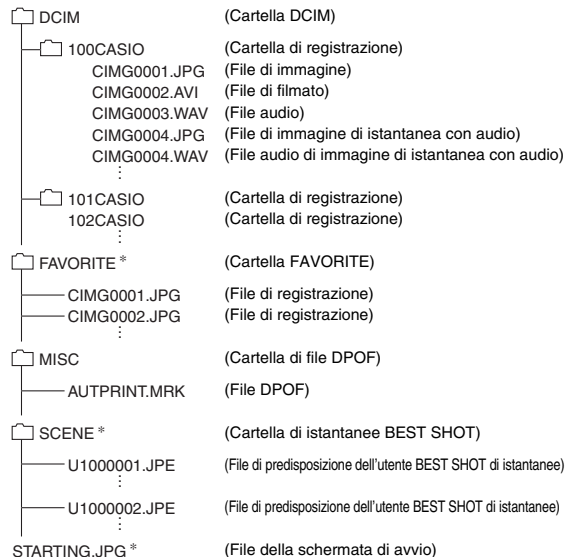 DCIM (Cartella DCIM)
100CASIO (Cartella di registrazione)
CIMG0001.JPG (File di immagine)
CIMG0002.AVI (File di filmato)
CIMG0003.WAV (File audio)
CIMG0004.JPG (File di immagine di istantanea con audio)
CIMG0004.WAV (File audio di immagine di istantanea con audio)
101CASIO (Cartella di registrazione)
102CASIO (Cartella di registrazione)
FAVORITE * (Cartella FAVORITE)
CIMG0001.JPG (File di registrazione)
CIMG0002.JPG (File di registrazione)
MISC (Cartella di file DPOF)
AUTPRINT.MRK (File DPOF)
SCENE * (Cartella di istantanee BEST SHOT)
U1000001.JPE (File di predisposizione dell'utente BEST SHOT di istantanee)
U1000002.JPE (File di predisposizione dell'utente BEST SHOT di istantanee)
STARTING.JPG * (File della schermata di avvio)